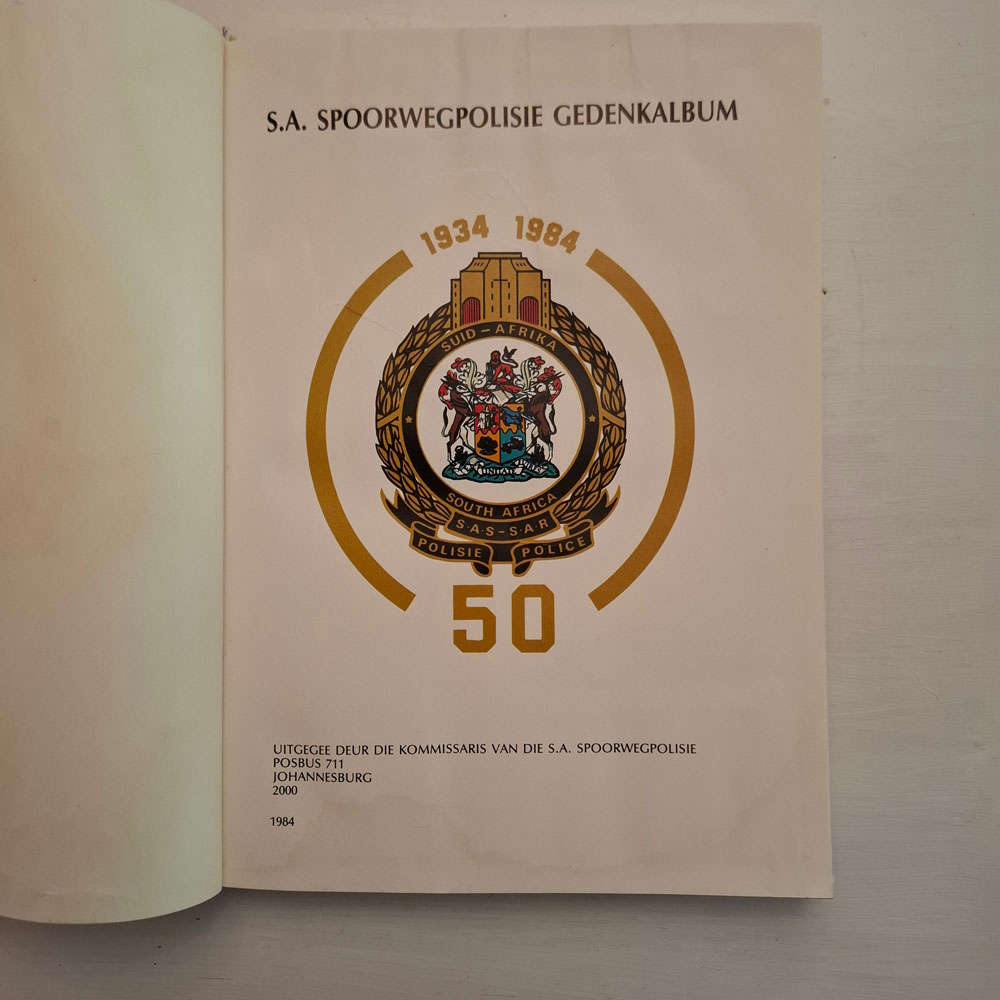 S.A. SPOORWEGPOLISIE GEDENKALBUM
1934 1984
SUID-AFRIKA
UNITATE
SOUTH AFRICA
S.A.S-S.A.R
POLISIE POLICE
50
UITGEGEE DEUR DIE KOMMISSARIS VAN DIE S.A. SPOORWEGPOLISIE
POSBUS 711
JOHANNESBURG
2000
1984